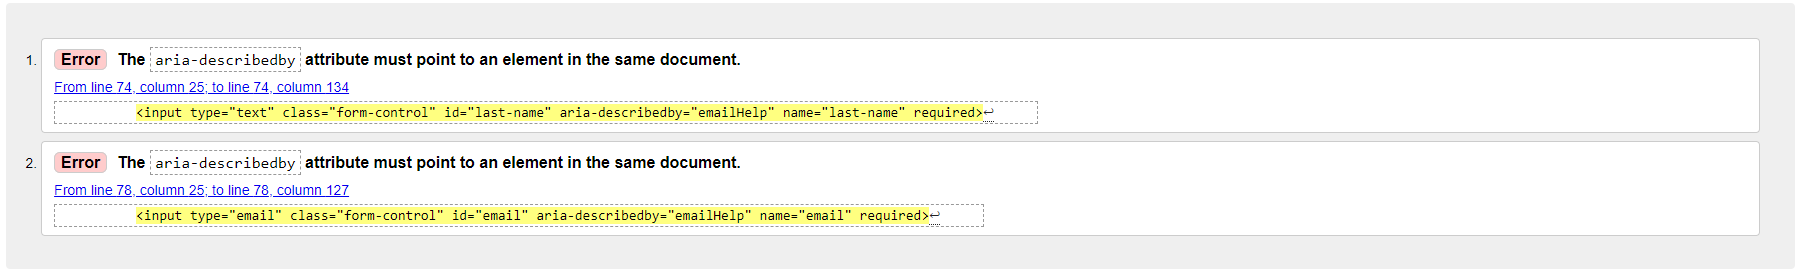 1. Error The aria-describedby attribute must point to an element in the same document.
From line 74, column 25; to line 74, column 134
<input type="text" class="form-control" id="last-name" aria-describedby="emailHelp" name="last-name" required>↩
2. Error The aria-describedby attribute must point to an element in the same document.
From line 78, column 25; to line 78, column 127
<input type="email" class="form-control" id="email" aria-describedby="emailHelp" name="email" required>↩